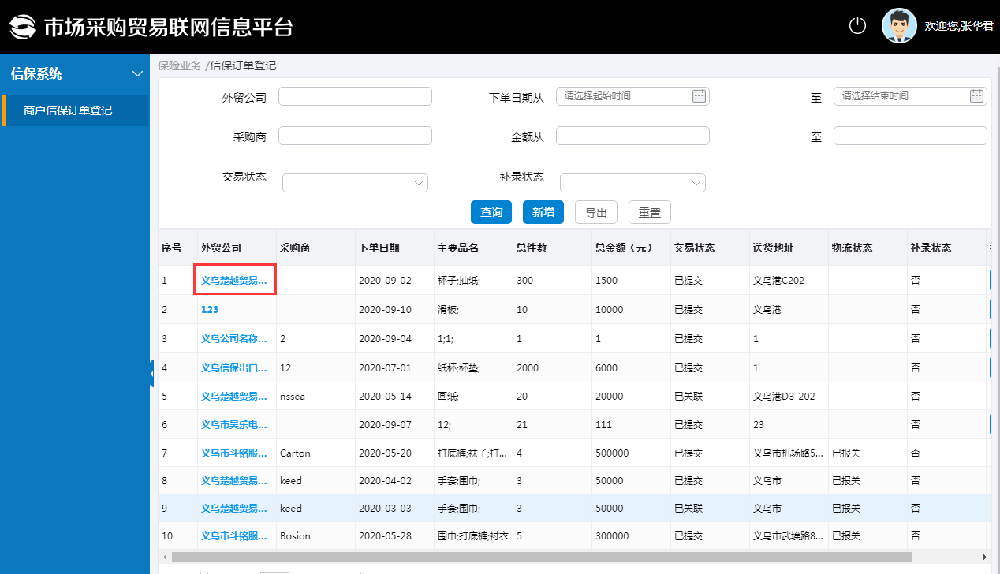 市场采购贸易联网信息平台
欢迎您,张华君
信保系统
商户信保订单登记
保险业务 /信保订单登记
外贸公司 下单日期从 请选择起始时间 至 请选择结束时间
采购商 金额从 至
交易状态 补录状态
查询 新增 导出 重置
序号 外贸公司 采购商 下单日期 主要品名 总件数 总金额（元） 交易状态 送货地址 物流状态 补录状态
1 义乌楚越贸易... 2020-09-02 杯子;抽纸; 300 1500 已提交 义乌港C202 否
2 123 2020-09-10 滑板; 10 10000 已提交 义乌港 否
3 义乌公司名称... 2 2020-09-04 1;1; 1 1 已提交 1 否
4 义乌信保出口... 12 2020-07-01 纸杯;杯垫; 2000 6000 已提交 1 否
5 义乌楚越贸易... nssea 2020-05-14 画纸; 20 20000 已关联 义乌港D3-202 否
6 义乌市昊乐电... 2020-09-07 12; 21 111 已提交 23 否
7 义乌市斗铭服... Carton 2020-05-20 打底裤;袜子;打... 4 500000 已提交 义乌市机场路5... 已报关 否
8 义乌楚越贸易... keed 2020-04-02 手套;围巾; 3 50000 已提交 义乌市 已报关 否
9 义乌楚越贸易... keed 2020-03-03 手套;围巾; 3 50000 已关联 义乌市 已报关 否
10 义乌市斗铭服... Bosion 2020-05-28 围巾;打底裤;衬衣 5 300000 已提交 义乌市武埃路8... 已报关 否